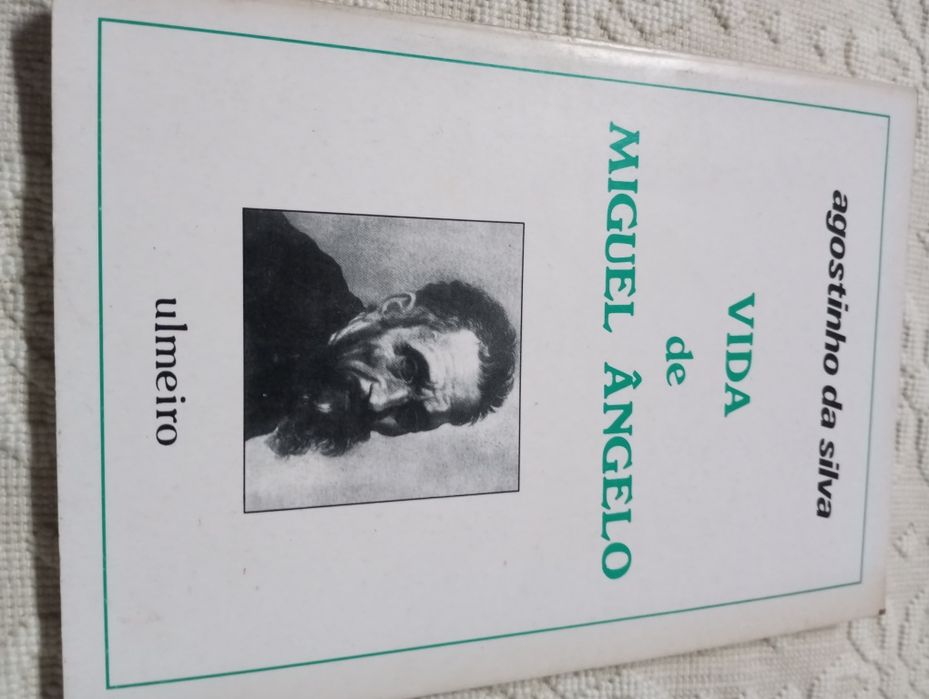 agostinho da silva
VIDA
de
MIGUEL ÂNGELO
ulmeiro